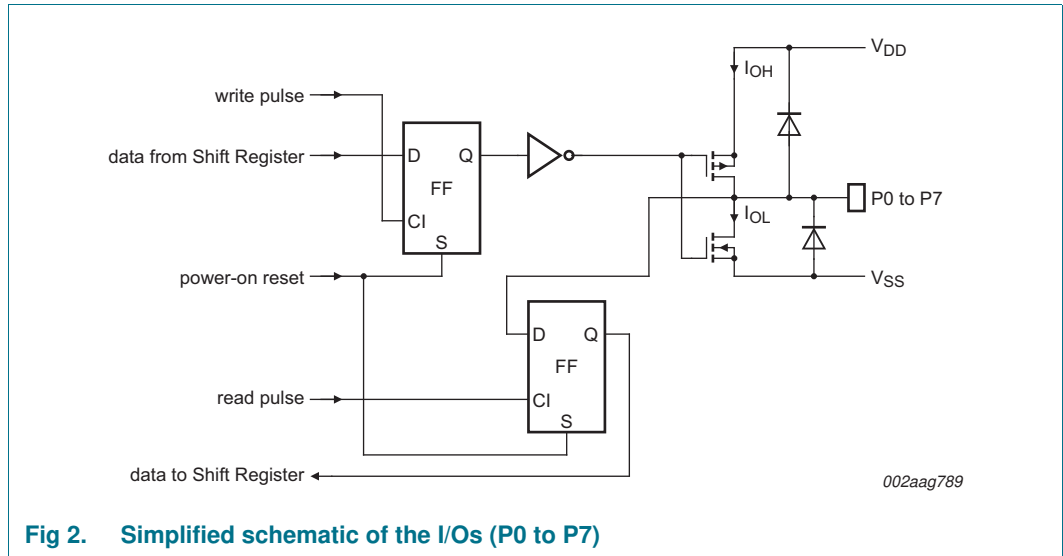 V_DD
I_OH
write pulse
data from Shift Register
D Q
FF
CI
S
P0 to P7
I_OL
power-on reset
V_SS
D Q
FF
read pulse
CI
S
data to Shift Register
002aag789
Fig 2. Simplified schematic of the I/Os (P0 to P7)